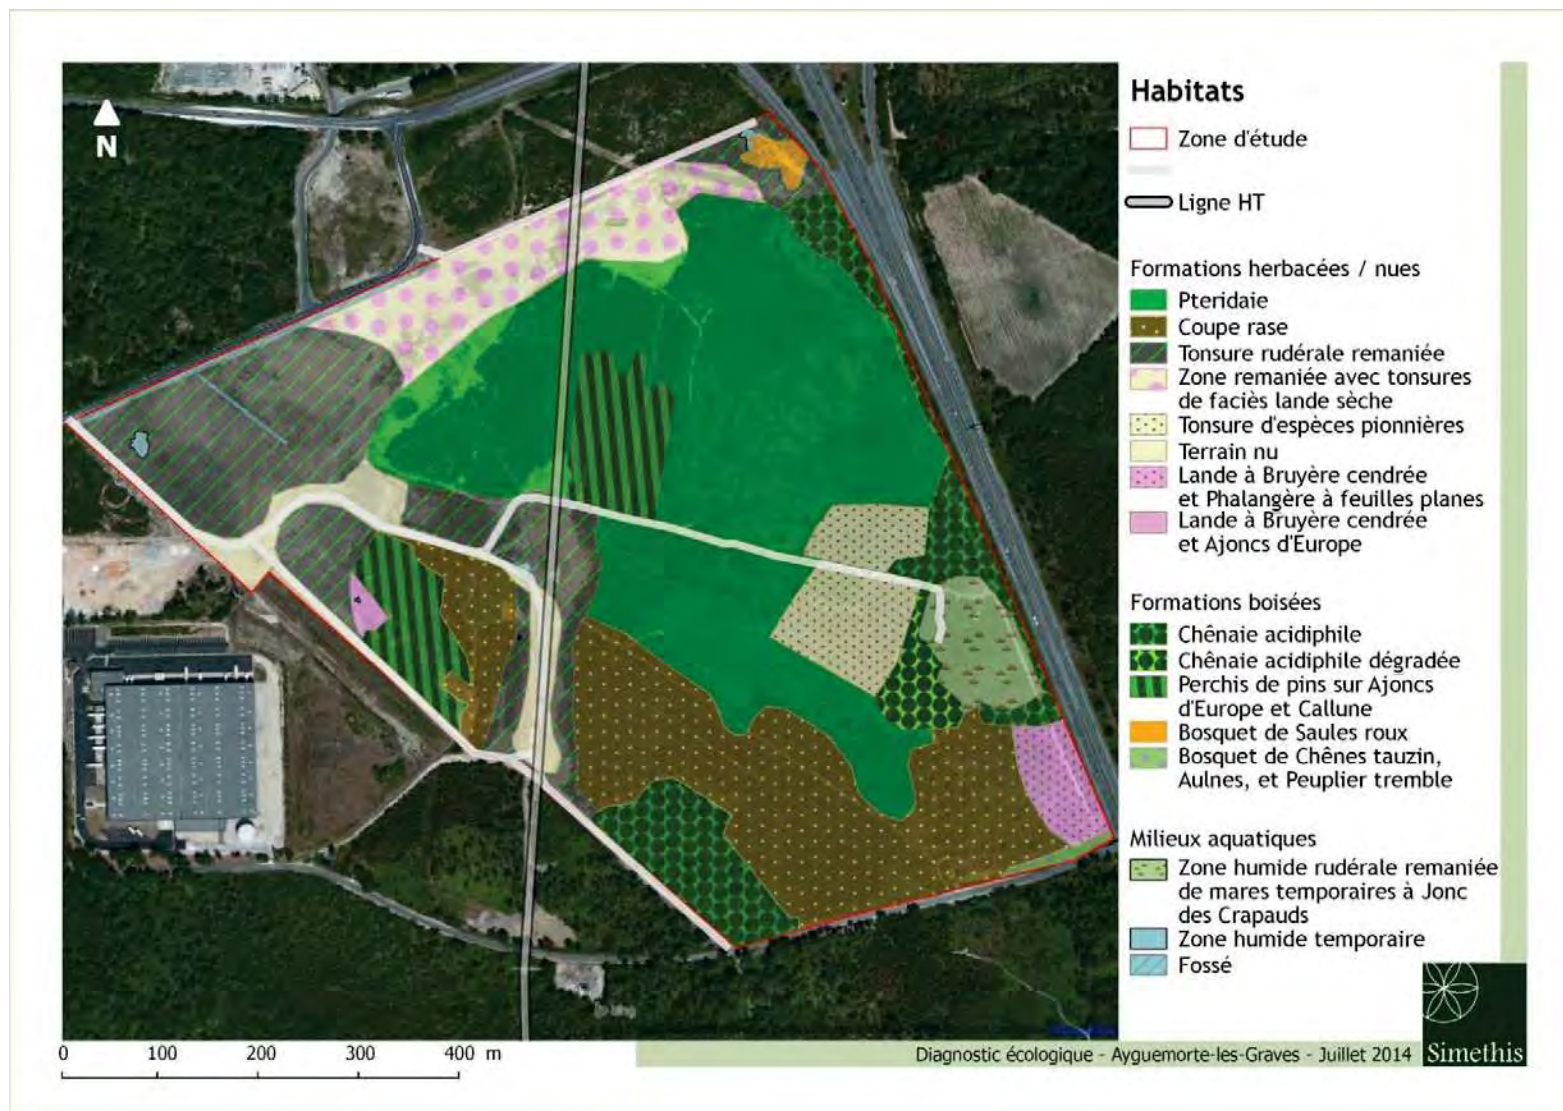 N
Habitats
Zone d'étude
Ligne HT
Formations herbacées / nues
Pteridaie
Coupe rase
Tonsure rudérale remaniée
Zone remaniée avec tonsures
de faciès lande sèche
Tonsure d'espèces pionnières
Terrain nu
Lande à Bruyère cendrée
et Phalangère à feuilles planes
Lande à Bruyère cendrée
et Ajoncs d'Europe
Formations boisées
Chênaie acidiphile
Chênaie acidiphile dégradée
Perchis de pins sur Ajoncs
d'Europe et Callune
Bosquet de Saules roux
Bosquet de Chênes tauzin,
Aulnes, et Peuplier tremble
Milieux aquatiques
Zone humide rudérale remaniée
de mares temporaires à Jonc
des Crapauds
Zone humide temporaire
Fossé
0 100 200 300 400 m
Diagnostic écologique - Ayguemorte-les-Graves - Juillet 2014
Simethis